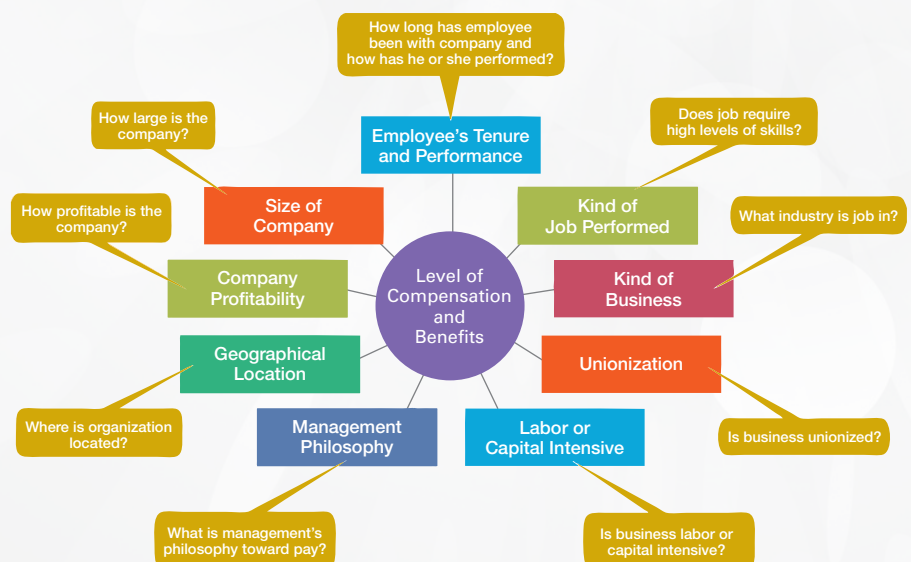 How long has employee
been with company and
how has he or she performed?
Employee's Tenure
and Performance
Does job require
high levels of skills?
Kind of
Job Performed
What industry is job in?
Kind of
Business
Unionization
Is business unionized?
Labor or
Capital Intensive
Is business labor or
capital intensive?
Management
Philosophy
What is management's
philosophy toward pay?
Geographical
Location
Where is organization
located?
Company
Profitability
How profitable is the
company?
Size of
Company
How large is the
company?
Level of
Compensation
and
Benefits